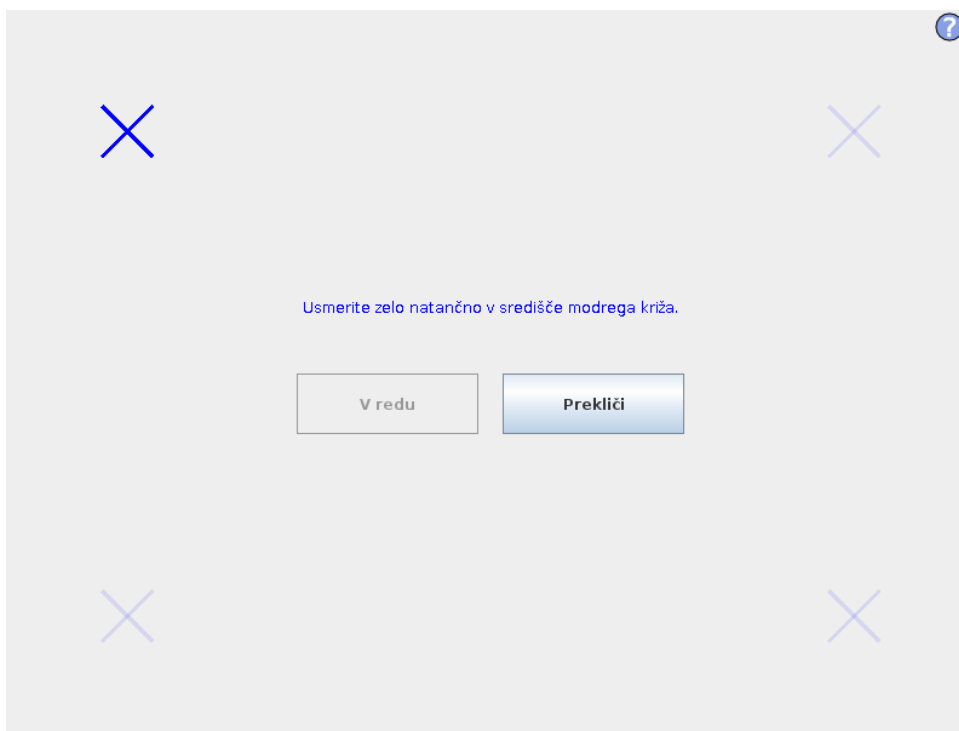 ?
Usmerite zelo natančno v središče modrega križa.
V redu
Prekliči